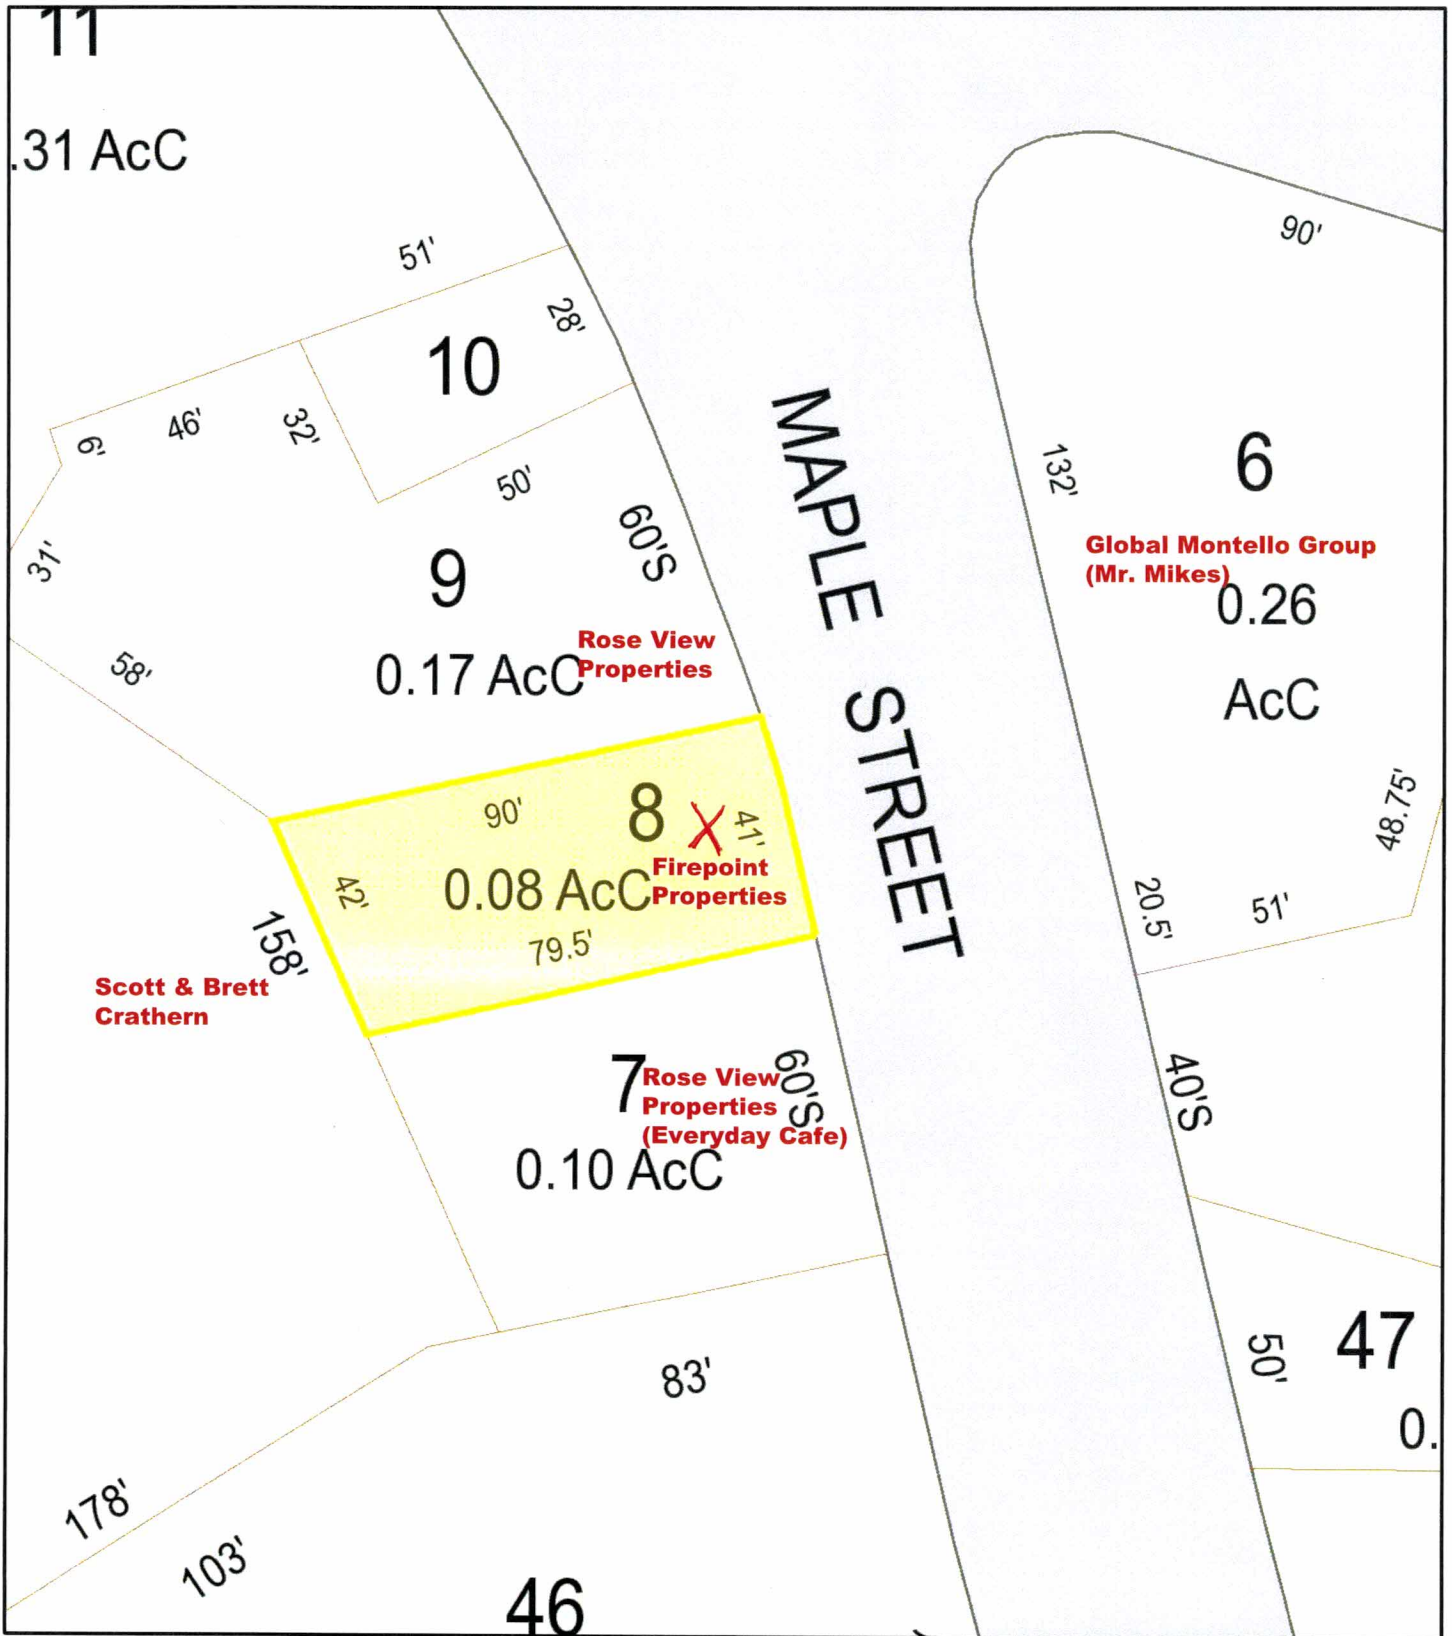 11
.31 AcC
51'
28'
10
90'
46'
32'
6'
50'
60'S
MAPLE STREET
132'
6
Global Montello Group
(Mr. Mikes)
0.26
AcC
31'
9
58'
0.17 AcC
Rose View
Properties
90'
8
X
41'
48.75'
42'
0.08 AcC
Firepoint
Properties
20.5'
51'
158'
79.5'
Scott & Brett
Crathern
7
Rose View
Properties
(Everyday Cafe)
60'S
40'S
0.10 AcC
83'
50'
47
0.
178'
103'
46